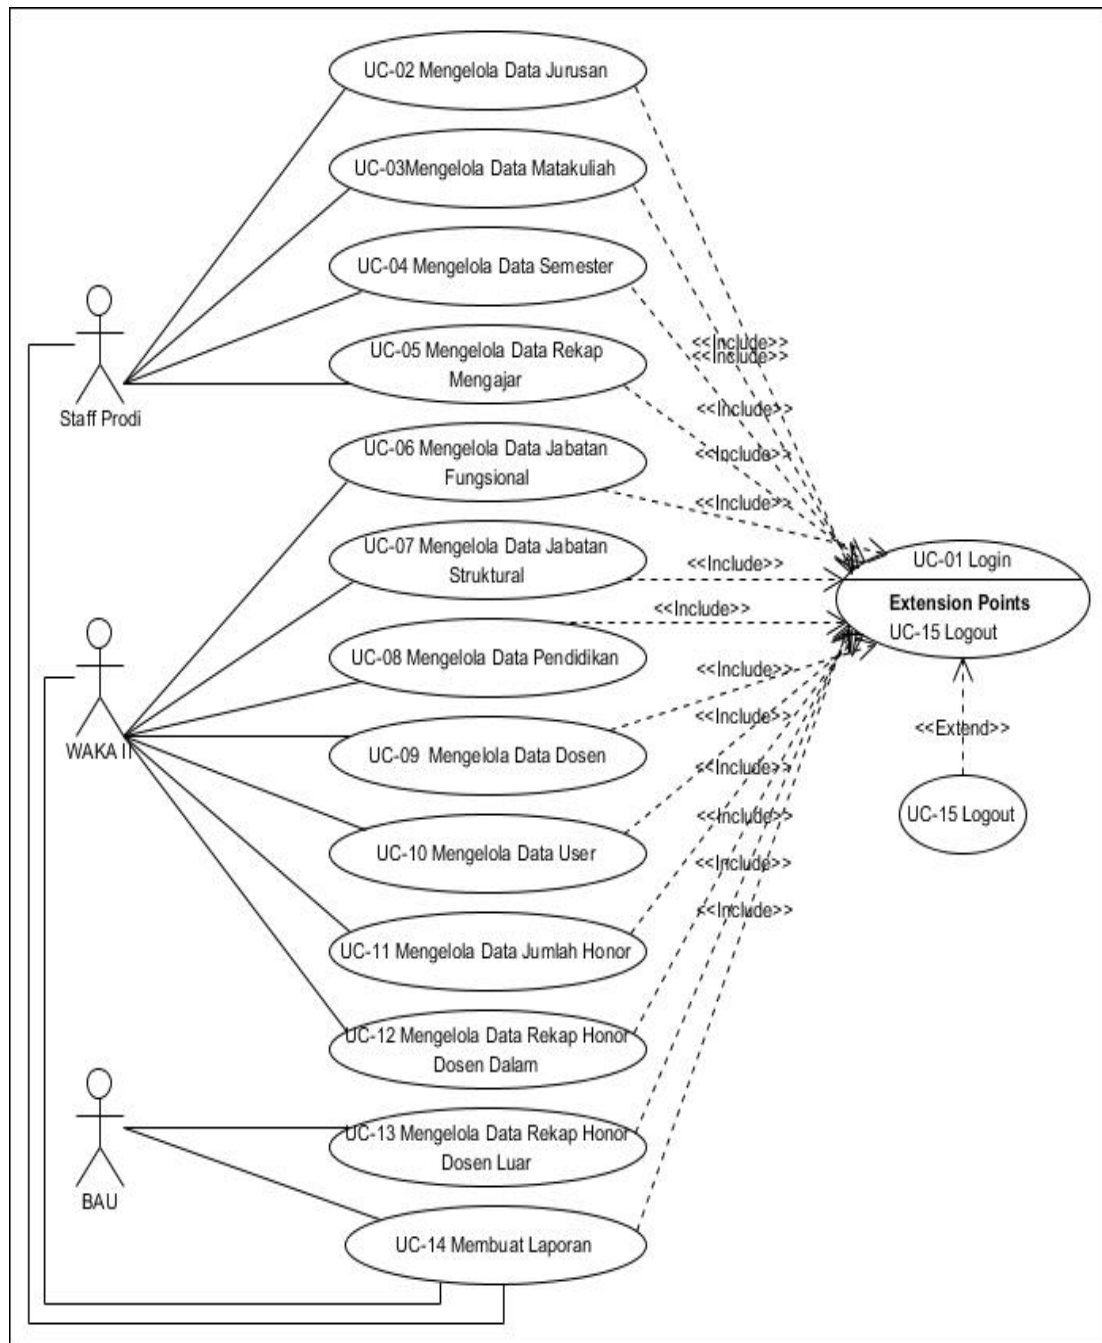 UC-02 Mengelola Data Jurusan
UC-03Mengelola Data Matakuliah
UC-04 Mengelola Data Semester
UC-05 Mengelola Data Rekap
Mengajar
Staff Prodi
UC-06 Mengelola Data Jabatan
Fungsional
UC-07 Mengelola Data Jabatan
Struktural
UC-08 Mengelola Data Pendidikan
WAKA II
UC-09 Mengelola Data Dosen
UC-10 Mengelola Data User
UC-11 Mengelola Data Jumlah Honor
UC-12 Mengelola Data Rekap Honor
Dosen Dalam
UC-13 Mengelola Data Rekap Honor
Dosen Luar
BAU
UC-14 Membuat Laporan
<<Include>>
<<Include>>
<<Include>>
<<Include>>
<<Include>>
<<Include>>
<<Include>>
<<Include>>
<<Include>>
<<Include>>
<<Include>>
<<Include>>
<<Include>>
UC-01 Login
Extension Points
UC-15 Logout
<<Extend>>
UC-15 Logout